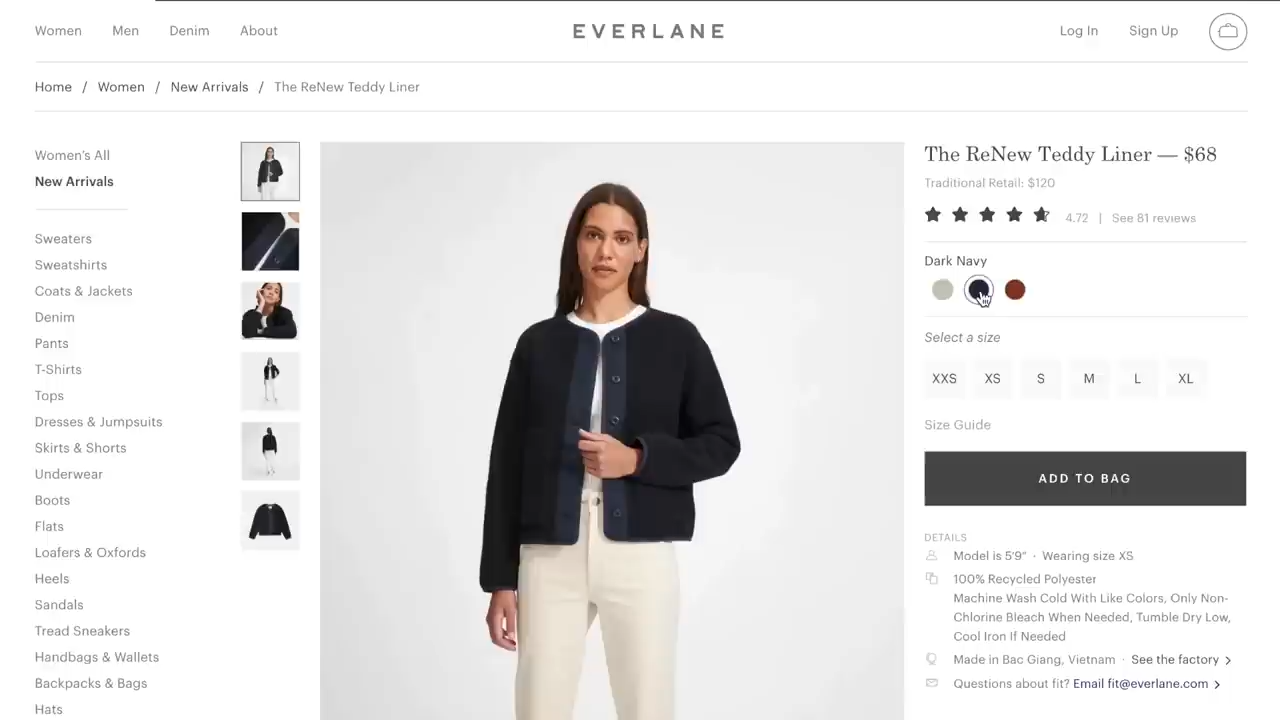 Women Men Denim About EVERLANE Log In Sign Up
Home / Women / New Arrivals / The ReNew Teddy Liner
Women's All
New Arrivals
Sweaters
Sweatshirts
Coats & Jackets
Denim
Pants
T-Shirts
Tops
Dresses & Jumpsuits
Skirts & Shorts
Underwear
Boots
Flats
Loafers & Oxfords
Heels
Sandals
Tread Sneakers
Handbags & Wallets
Backpacks & Bags
Hats
The ReNew Teddy Liner — $68
Traditional Retail: $120
4.72 | See 81 reviews
Dark Navy
Select a size
XXS XS S M L XL
Size Guide
ADD TO BAG
DETAILS
Model is 5'9" · Wearing size XS
100% Recycled Polyester
Machine Wash Cold With Like Colors, Only Non-
Chlorine Bleach When Needed, Tumble Dry Low,
Cool Iron If Needed
Made in Bac Giang, Vietnam · See the factory >
Questions about fit? Email fit@everlane.com >